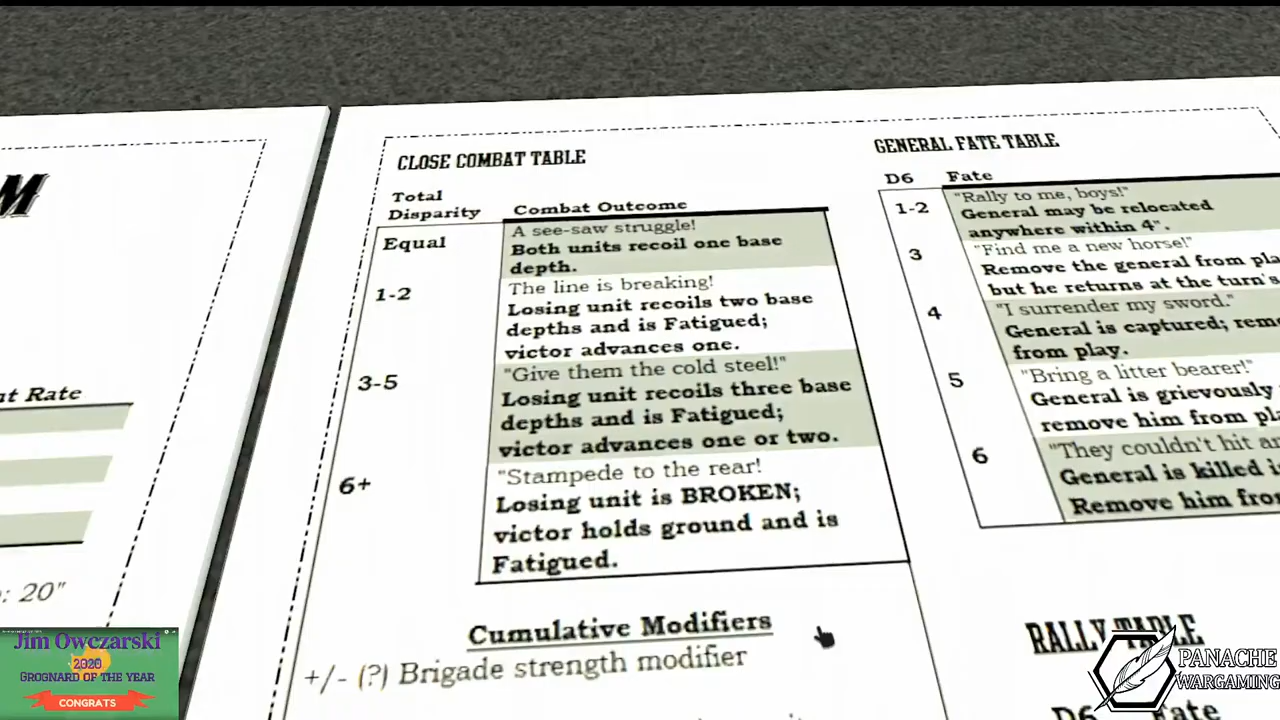 M
nt Rate
: 20"
CLOSE COMBAT TABLE
Total
Disparity
Combat Outcome
Equal
A see-saw struggle!
Both units recoil one base
depth.
1-2
The line is breaking!
Losing unit recoils two base
depths and is Fatigued;
victor advances one.
3-5
"Give them the cold steel!"
Losing unit recoils three base
depths and is Fatigued;
victor advances one or two.
6+
"Stampede to the rear!
Losing unit is BROKEN;
victor holds ground and is
Fatigued.
Cumulative Modifiers
+/- (?) Brigade strength modifier
GENERAL FATE TABLE
D6 Fate
1-2
"Rally to me, boys!"
General may be relocated
anywhere within 4".
3
"Find me a new horse!"
Remove the general from pla
but he returns at the turn's
4
"I surrender my sword."
General is captured; rem
from play.
5
"Bring a litter bearer!"
General is grievously
remove him from pla
6
"They couldn't hit an
General is killed i
Remove him fro
RALLY TABLE
D6 Fate
Jim Owczarski
2020
GROGNARD OF THE YEAR
CONGRATS
PANACHE
WARGAMING